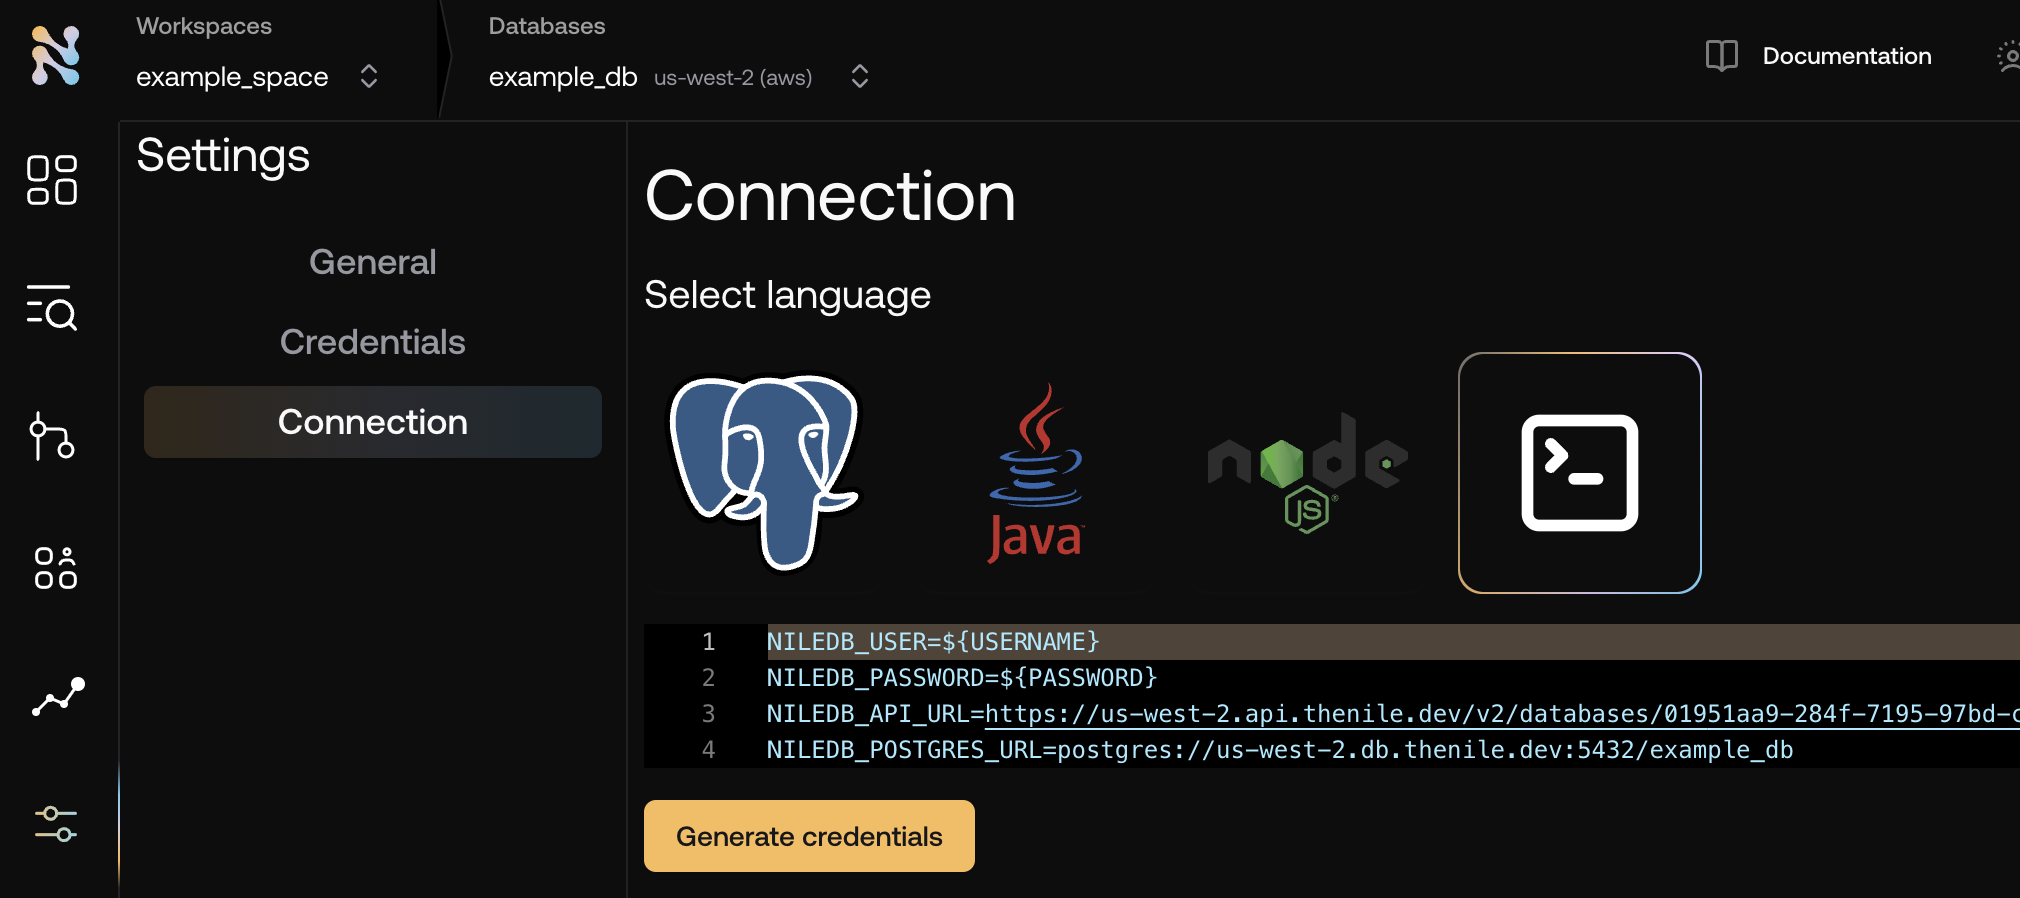 Workspaces
example_space
Databases
example_db us-west-2 (aws)
Documentation
Settings
General
Credentials
Connection
Connection
Select language
Java
node
JS
1 NILEDB_USER=${USERNAME}
2 NILEDB_PASSWORD=${PASSWORD}
3 NILEDB_API_URL=https://us-west-2.api.thenile.dev/v2/databases/01951aa9-284f-7195-97bd-
4 NILEDB_POSTGRES_URL=postgres://us-west-2.db.thenile.dev:5432/example_db
Generate credentials